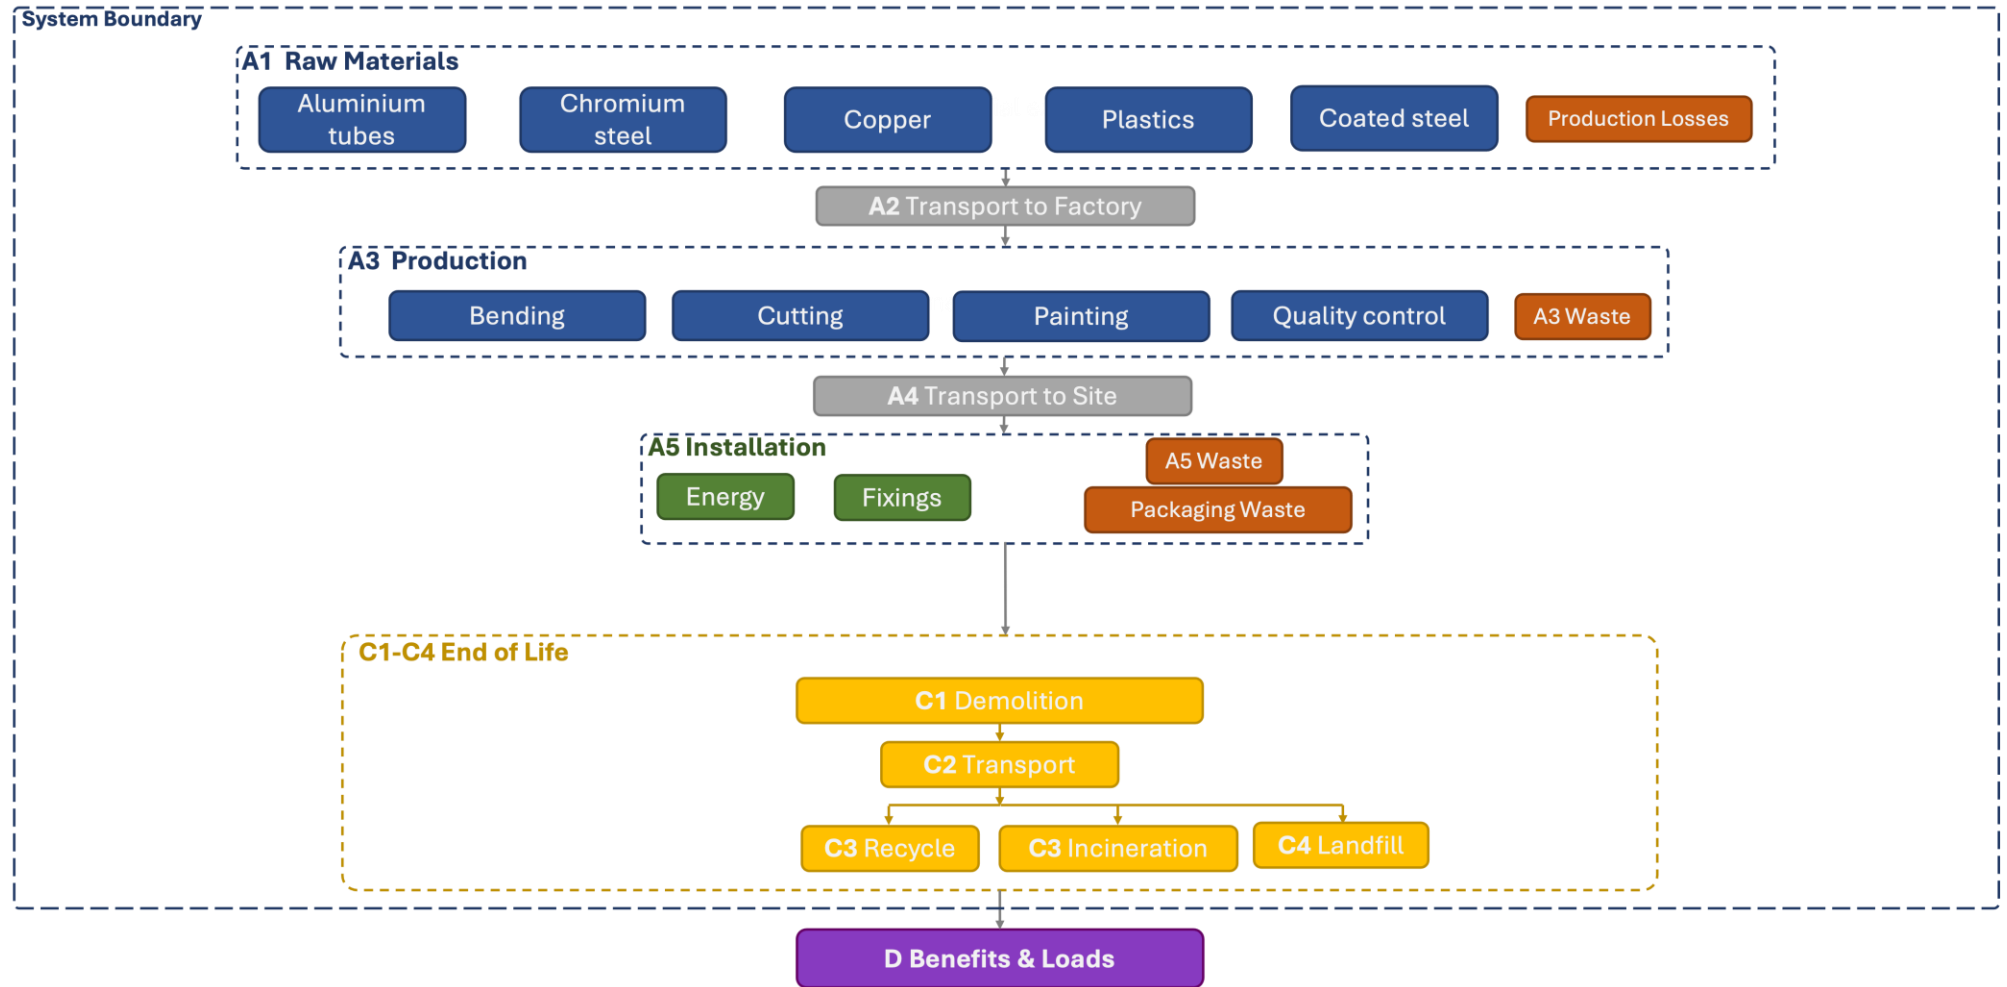 System Boundary
A1 Raw Materials
Aluminium
tubes
Chromium
steel
Copper
Plastics
Coated steel
Production Losses
A2 Transport to Factory
A3 Production
Bending
Cutting
Painting
Quality control
A3 Waste
A4 Transport to Site
A5 Installation
Energy
Fixings
A5 Waste
Packaging Waste
C1-C4 End of Life
C1 Demolition
C2 Transport
C3 Recycle
C3 Incineration
C4 Landfill
D Benefits & Loads